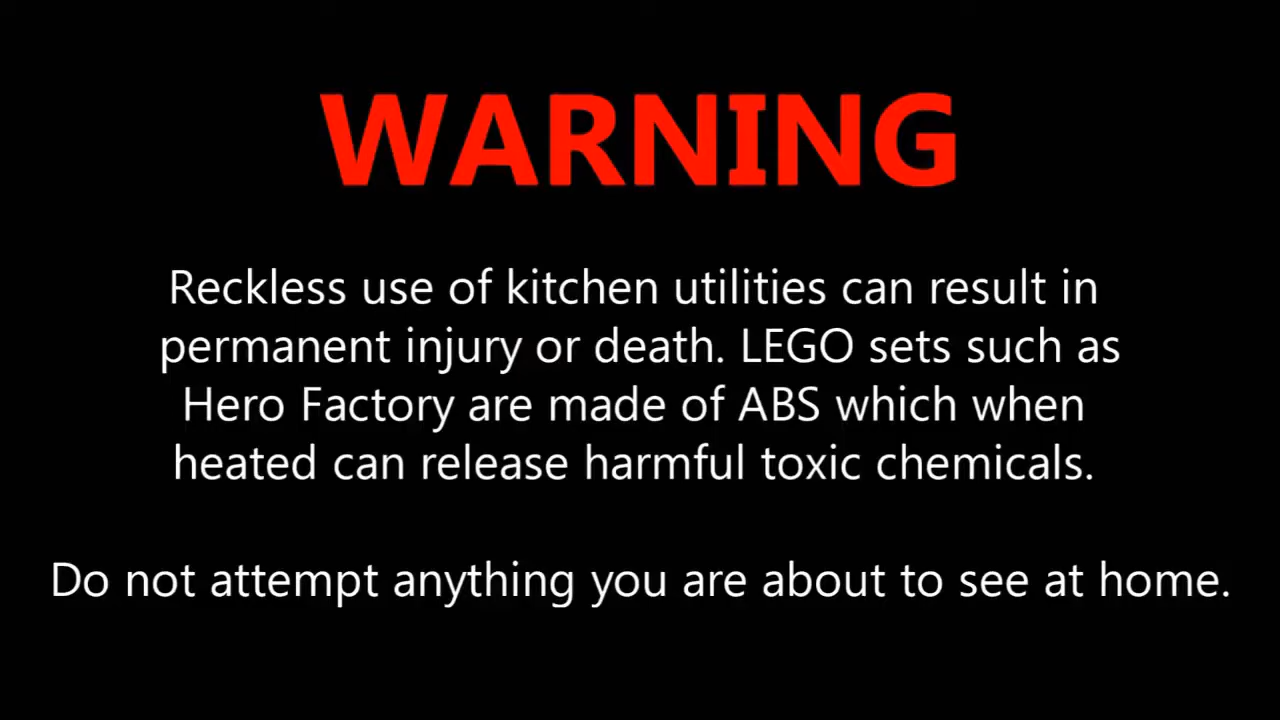 WARNING
Reckless use of kitchen utilities can result in
permanent injury or death. LEGO sets such as
Hero Factory are made of ABS which when
heated can release harmful toxic chemicals.
Do not attempt anything you are about to see at home.